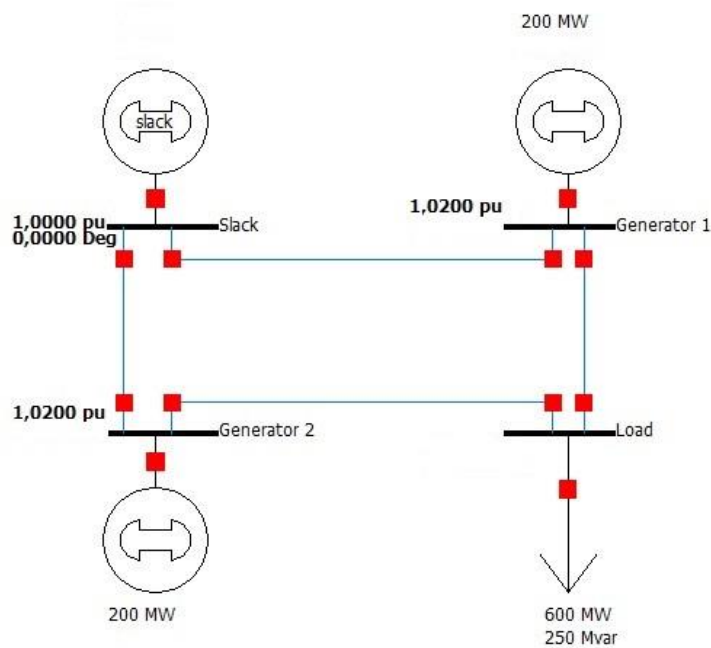 200 MW
slack
1,0200 pu
1,0000 pu
0,0000 Deg
Slack
Generator 1
1,0200 pu
Generator 2
Load
200 MW
600 MW
250 Mvar